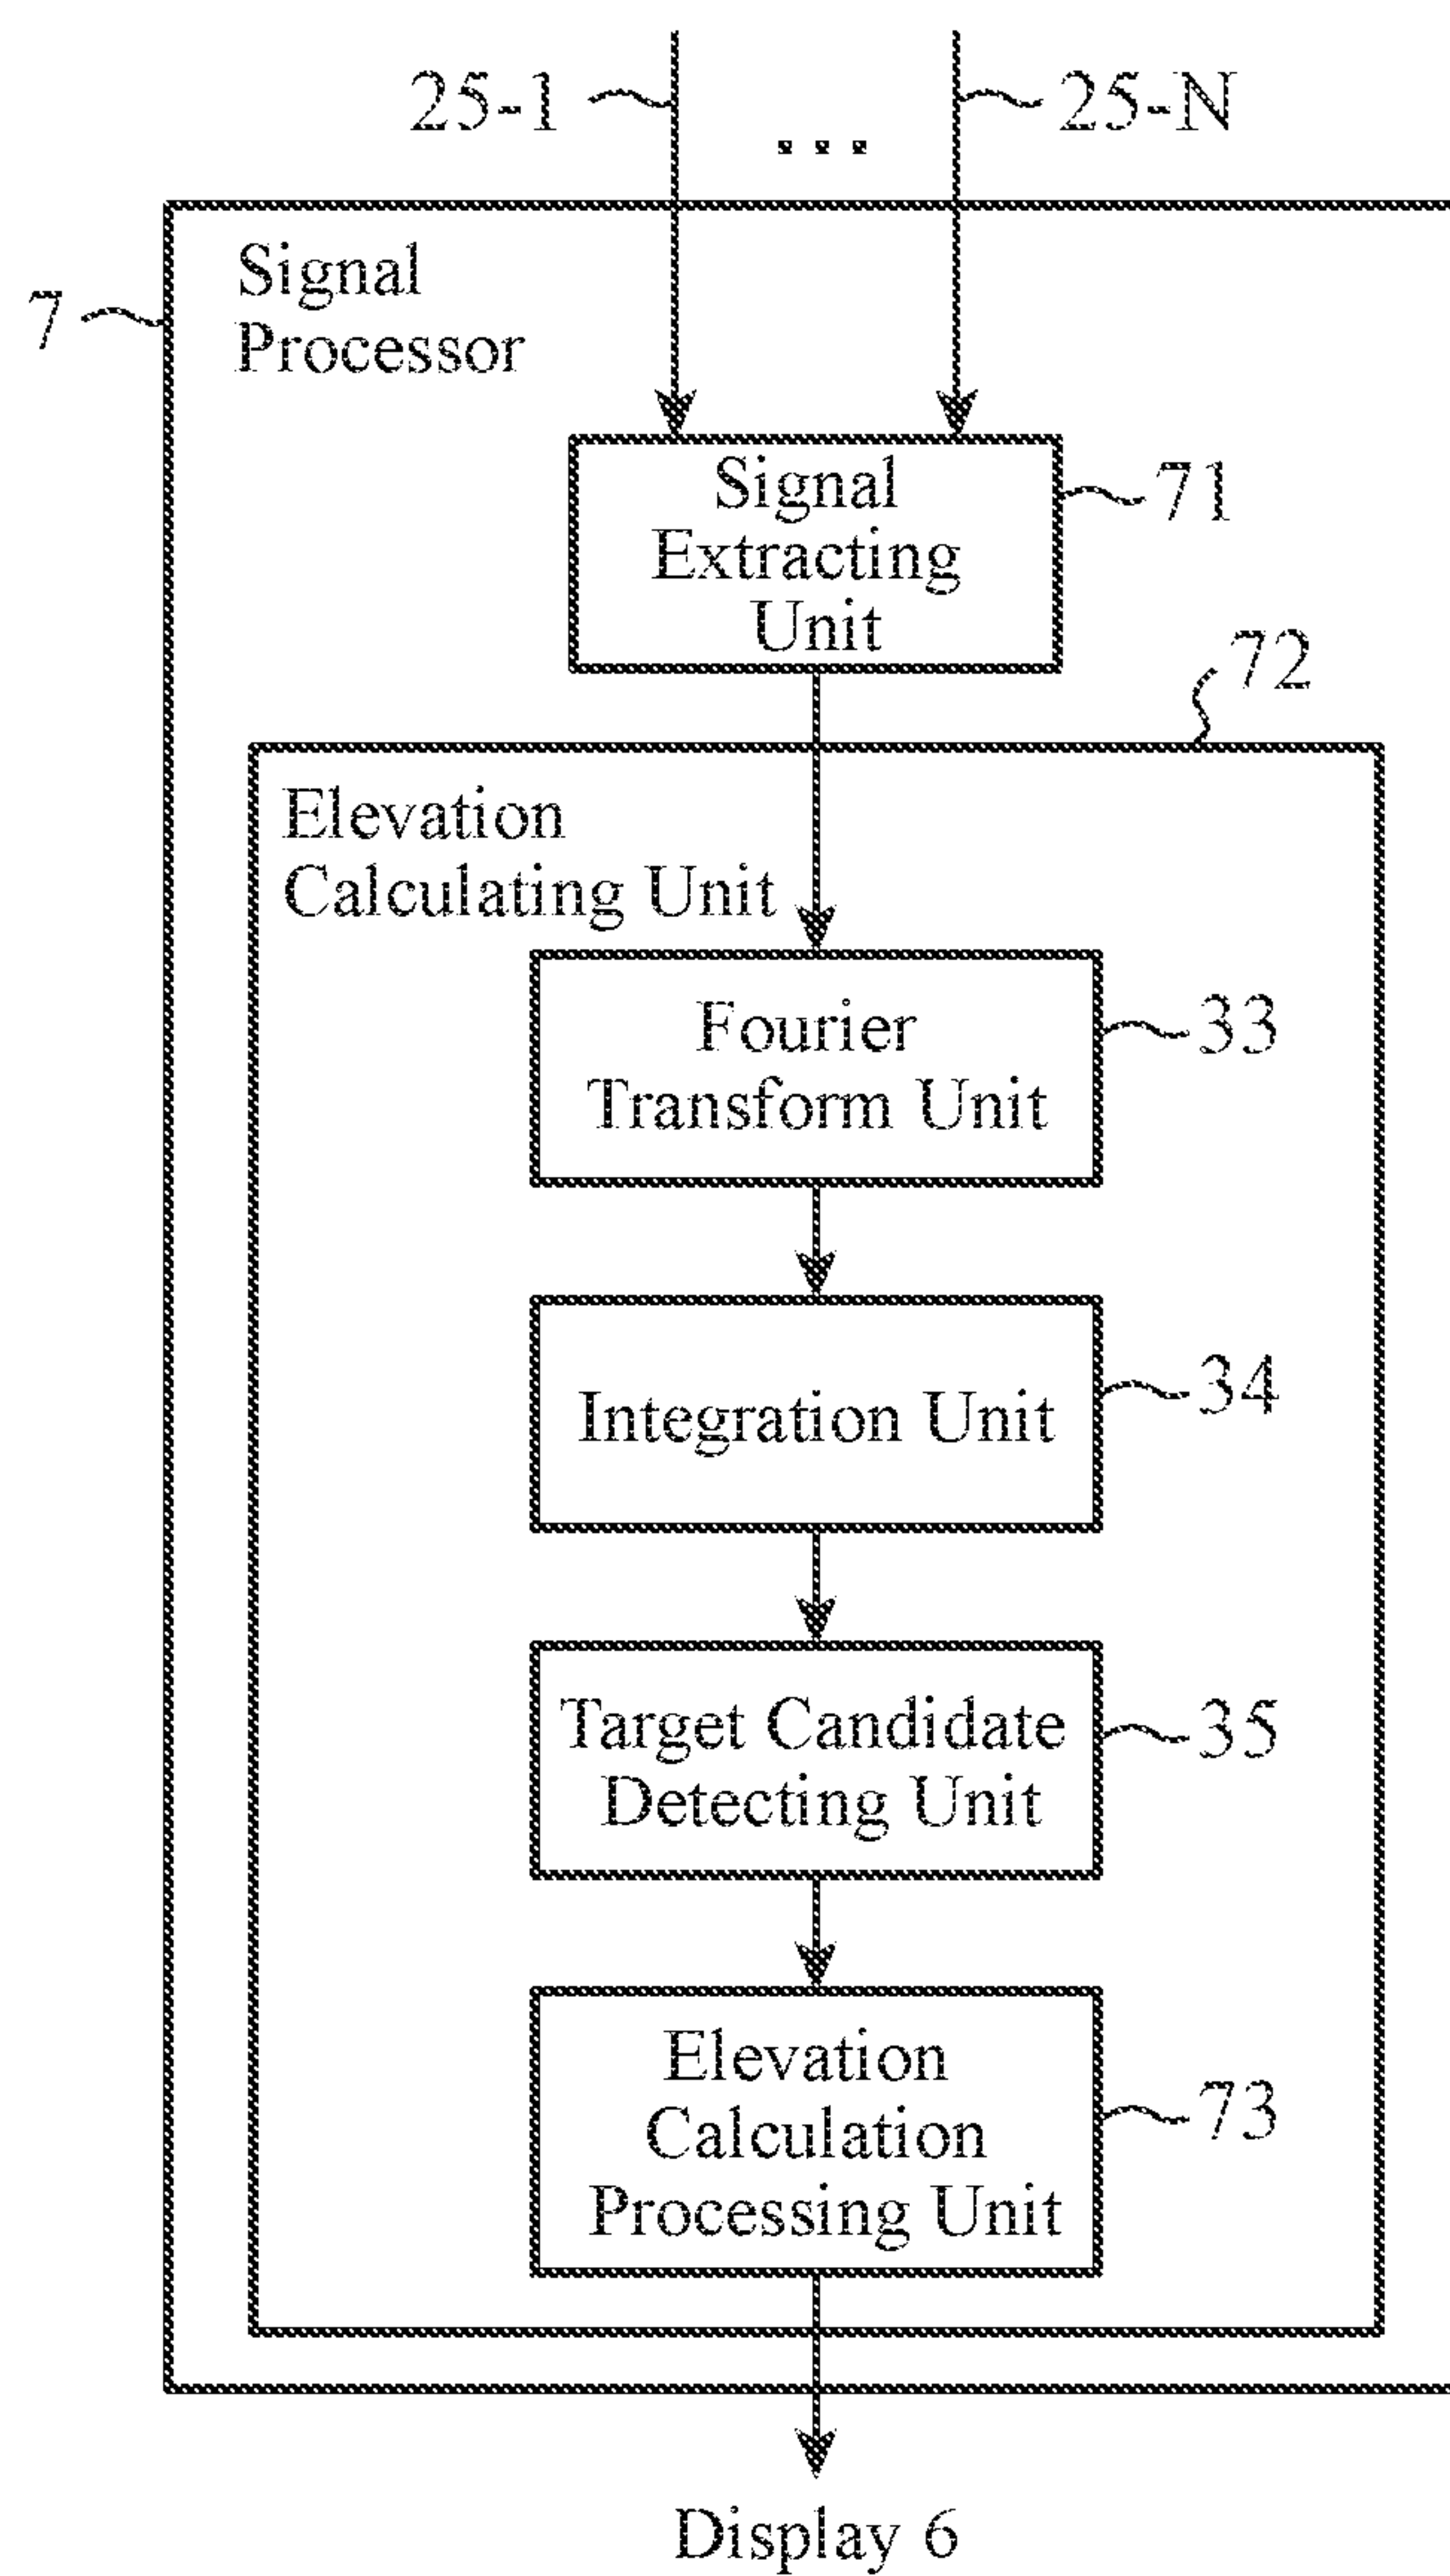 25-1
...
25-N
7
Signal
Processor
Signal
Extracting
Unit
71
72
Elevation
Calculating Unit
Fourier
Transform Unit
33
Integration Unit
34
Target Candidate
Detecting Unit
35
Elevation
Calculation
Processing Unit
73
Display 6